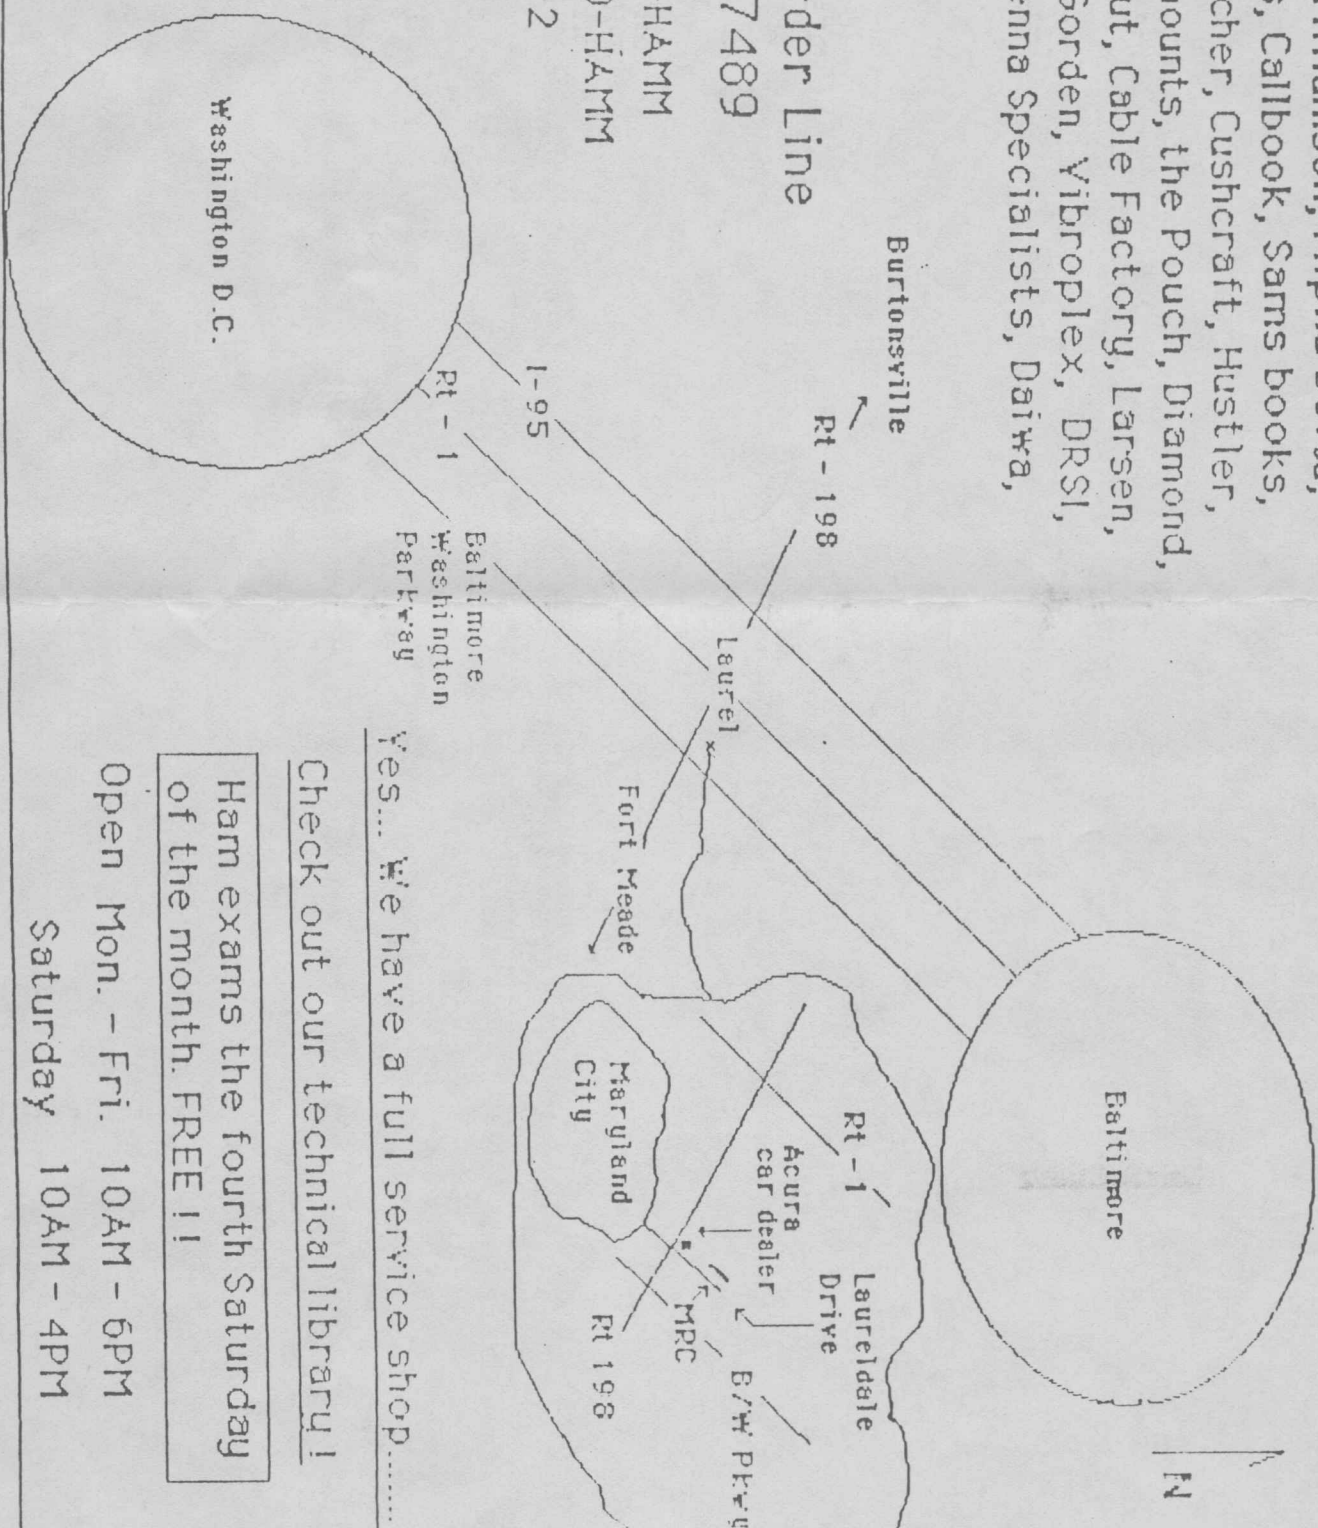 s, Callbook, Sams books,
cher, Cushcraft, Hustler,
mounts, the Pouch, Diamond,
ut, Cable Factory, Larsen,
Gorden, Vibroplex, DRSI,
enna Specialists, Daiwa,
der Line
7489
HAMM
-HAMM
2
N
Baltimore
Burtonsville
Rt - 198
Laurel
I-95
Rt - 1
Baltimore
Washington
Parkway
Washington D.C.
Fort Meade
Rt - 1
Laureldale
Drive
Acura
car dealer
B/W Pkwy
MRC
Maryland
City
Rt 198
Yes... We have a full service shop.......
Check out our technical library!
Ham exams the fourth Saturday
of the month. FREE !!
Open Mon. - Fri. 10AM - 6PM
Saturday 10AM - 4PM